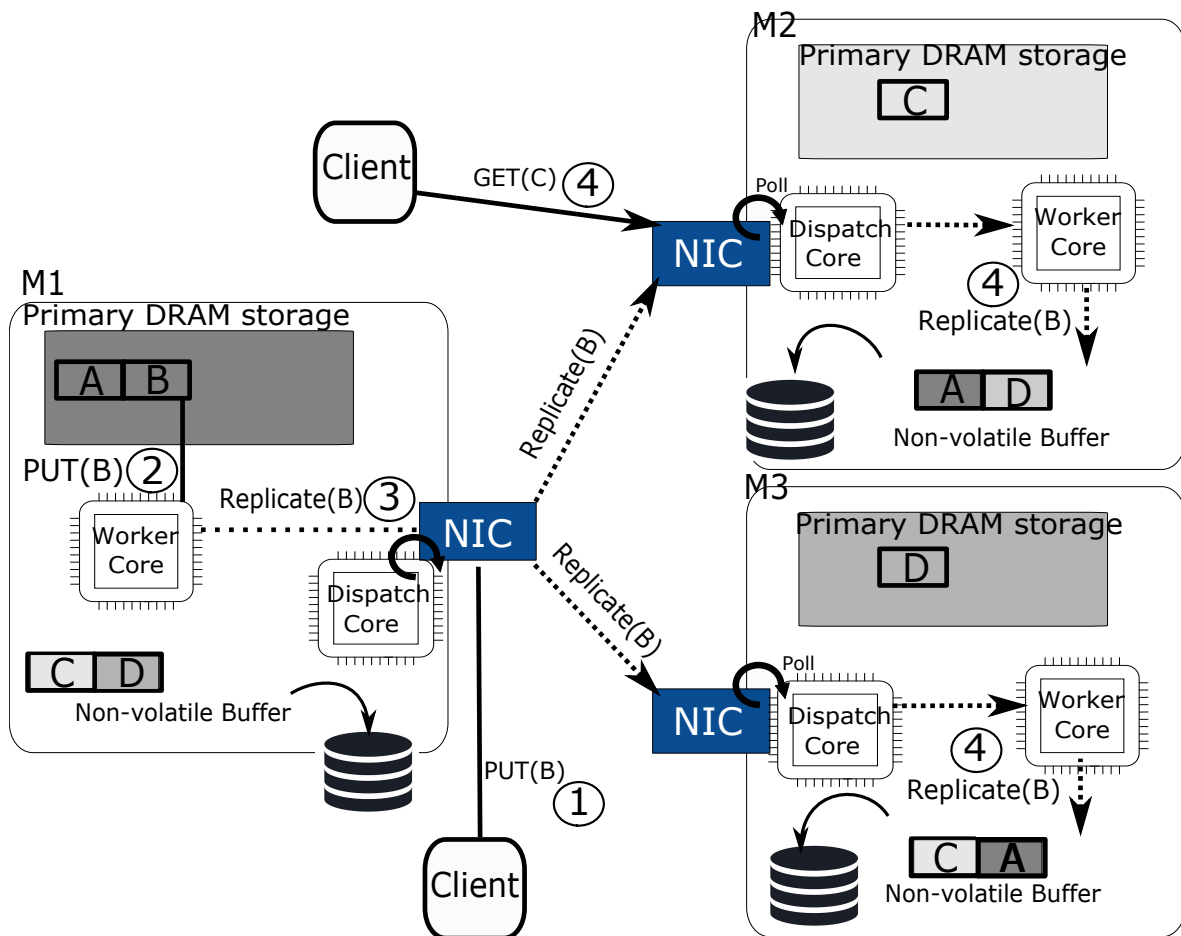 M2
Primary DRAM storage
C
Client
GET(C) 4
Poll
NIC
Dispatch
Core
Worker
Core
4
Replicate(B)
A D
Non-volatile Buffer
M1
Primary DRAM storage
A B
PUT(B) 2
Worker
Core
Replicate(B) 3
NIC
Dispatch
Core
C D
Non-volatile Buffer
Replicate(B)
Replicate(B)
PUT(B)
1
Client
M3
Primary DRAM storage
D
Poll
NIC
Dispatch
Core
Worker
Core
4
Replicate(B)
C A
Non-volatile Buffer